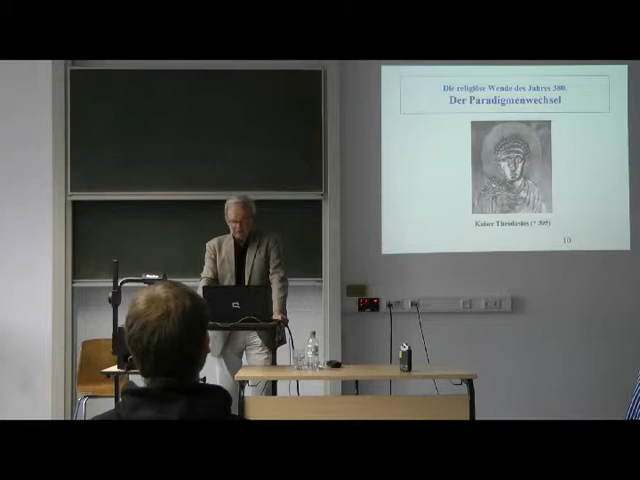 Die religiöse Wende des Jahres 380.
Der Paradigmenwechsel
Kaiser Theodosius († 395)
10